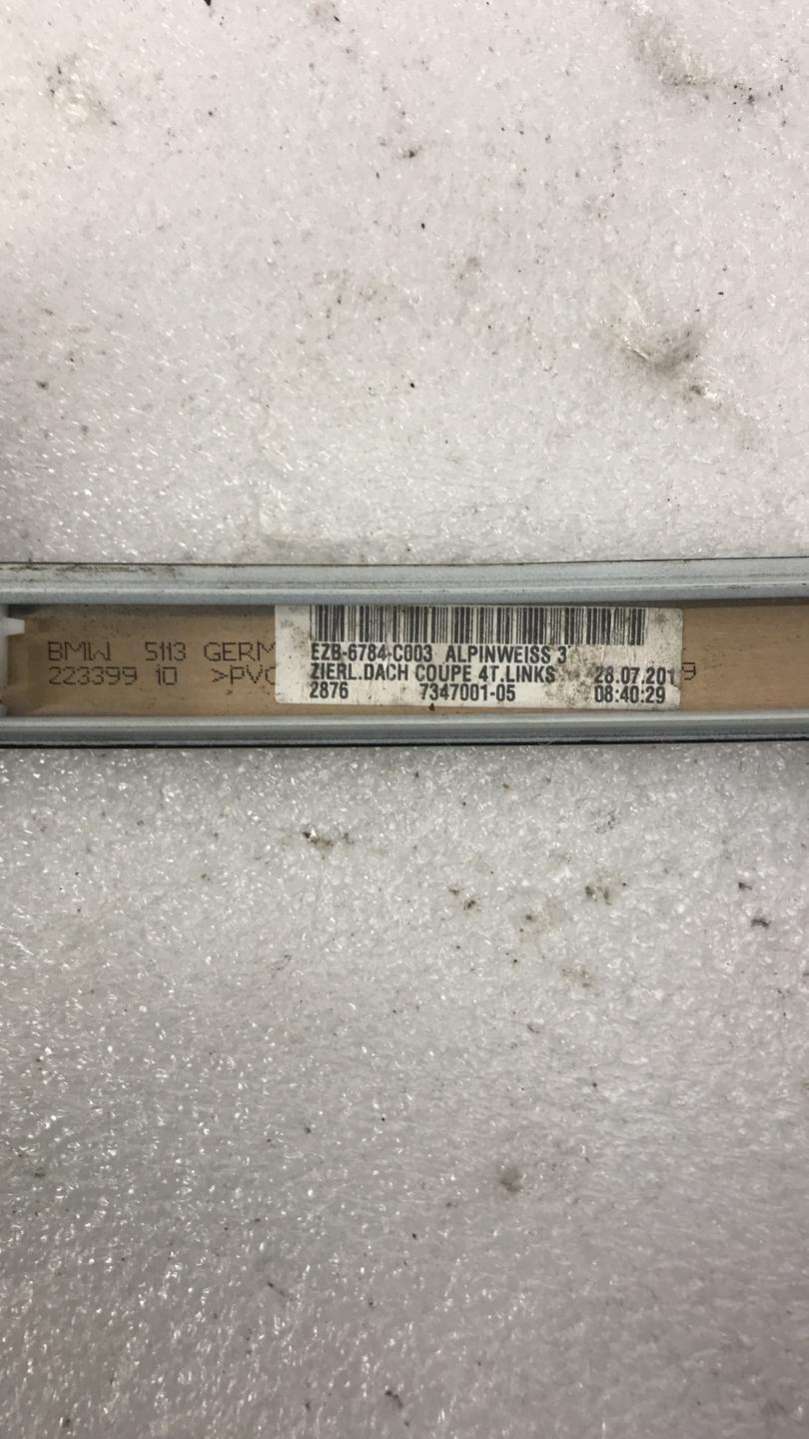 BMW 5113 GERM
223399 10 >PVC
EZB-6784-C003 ALPINWEISS 3
ZIERL.DACH COUPE 4T.LINKS 28.07.201
2876 7347001-05 08:40:29
9